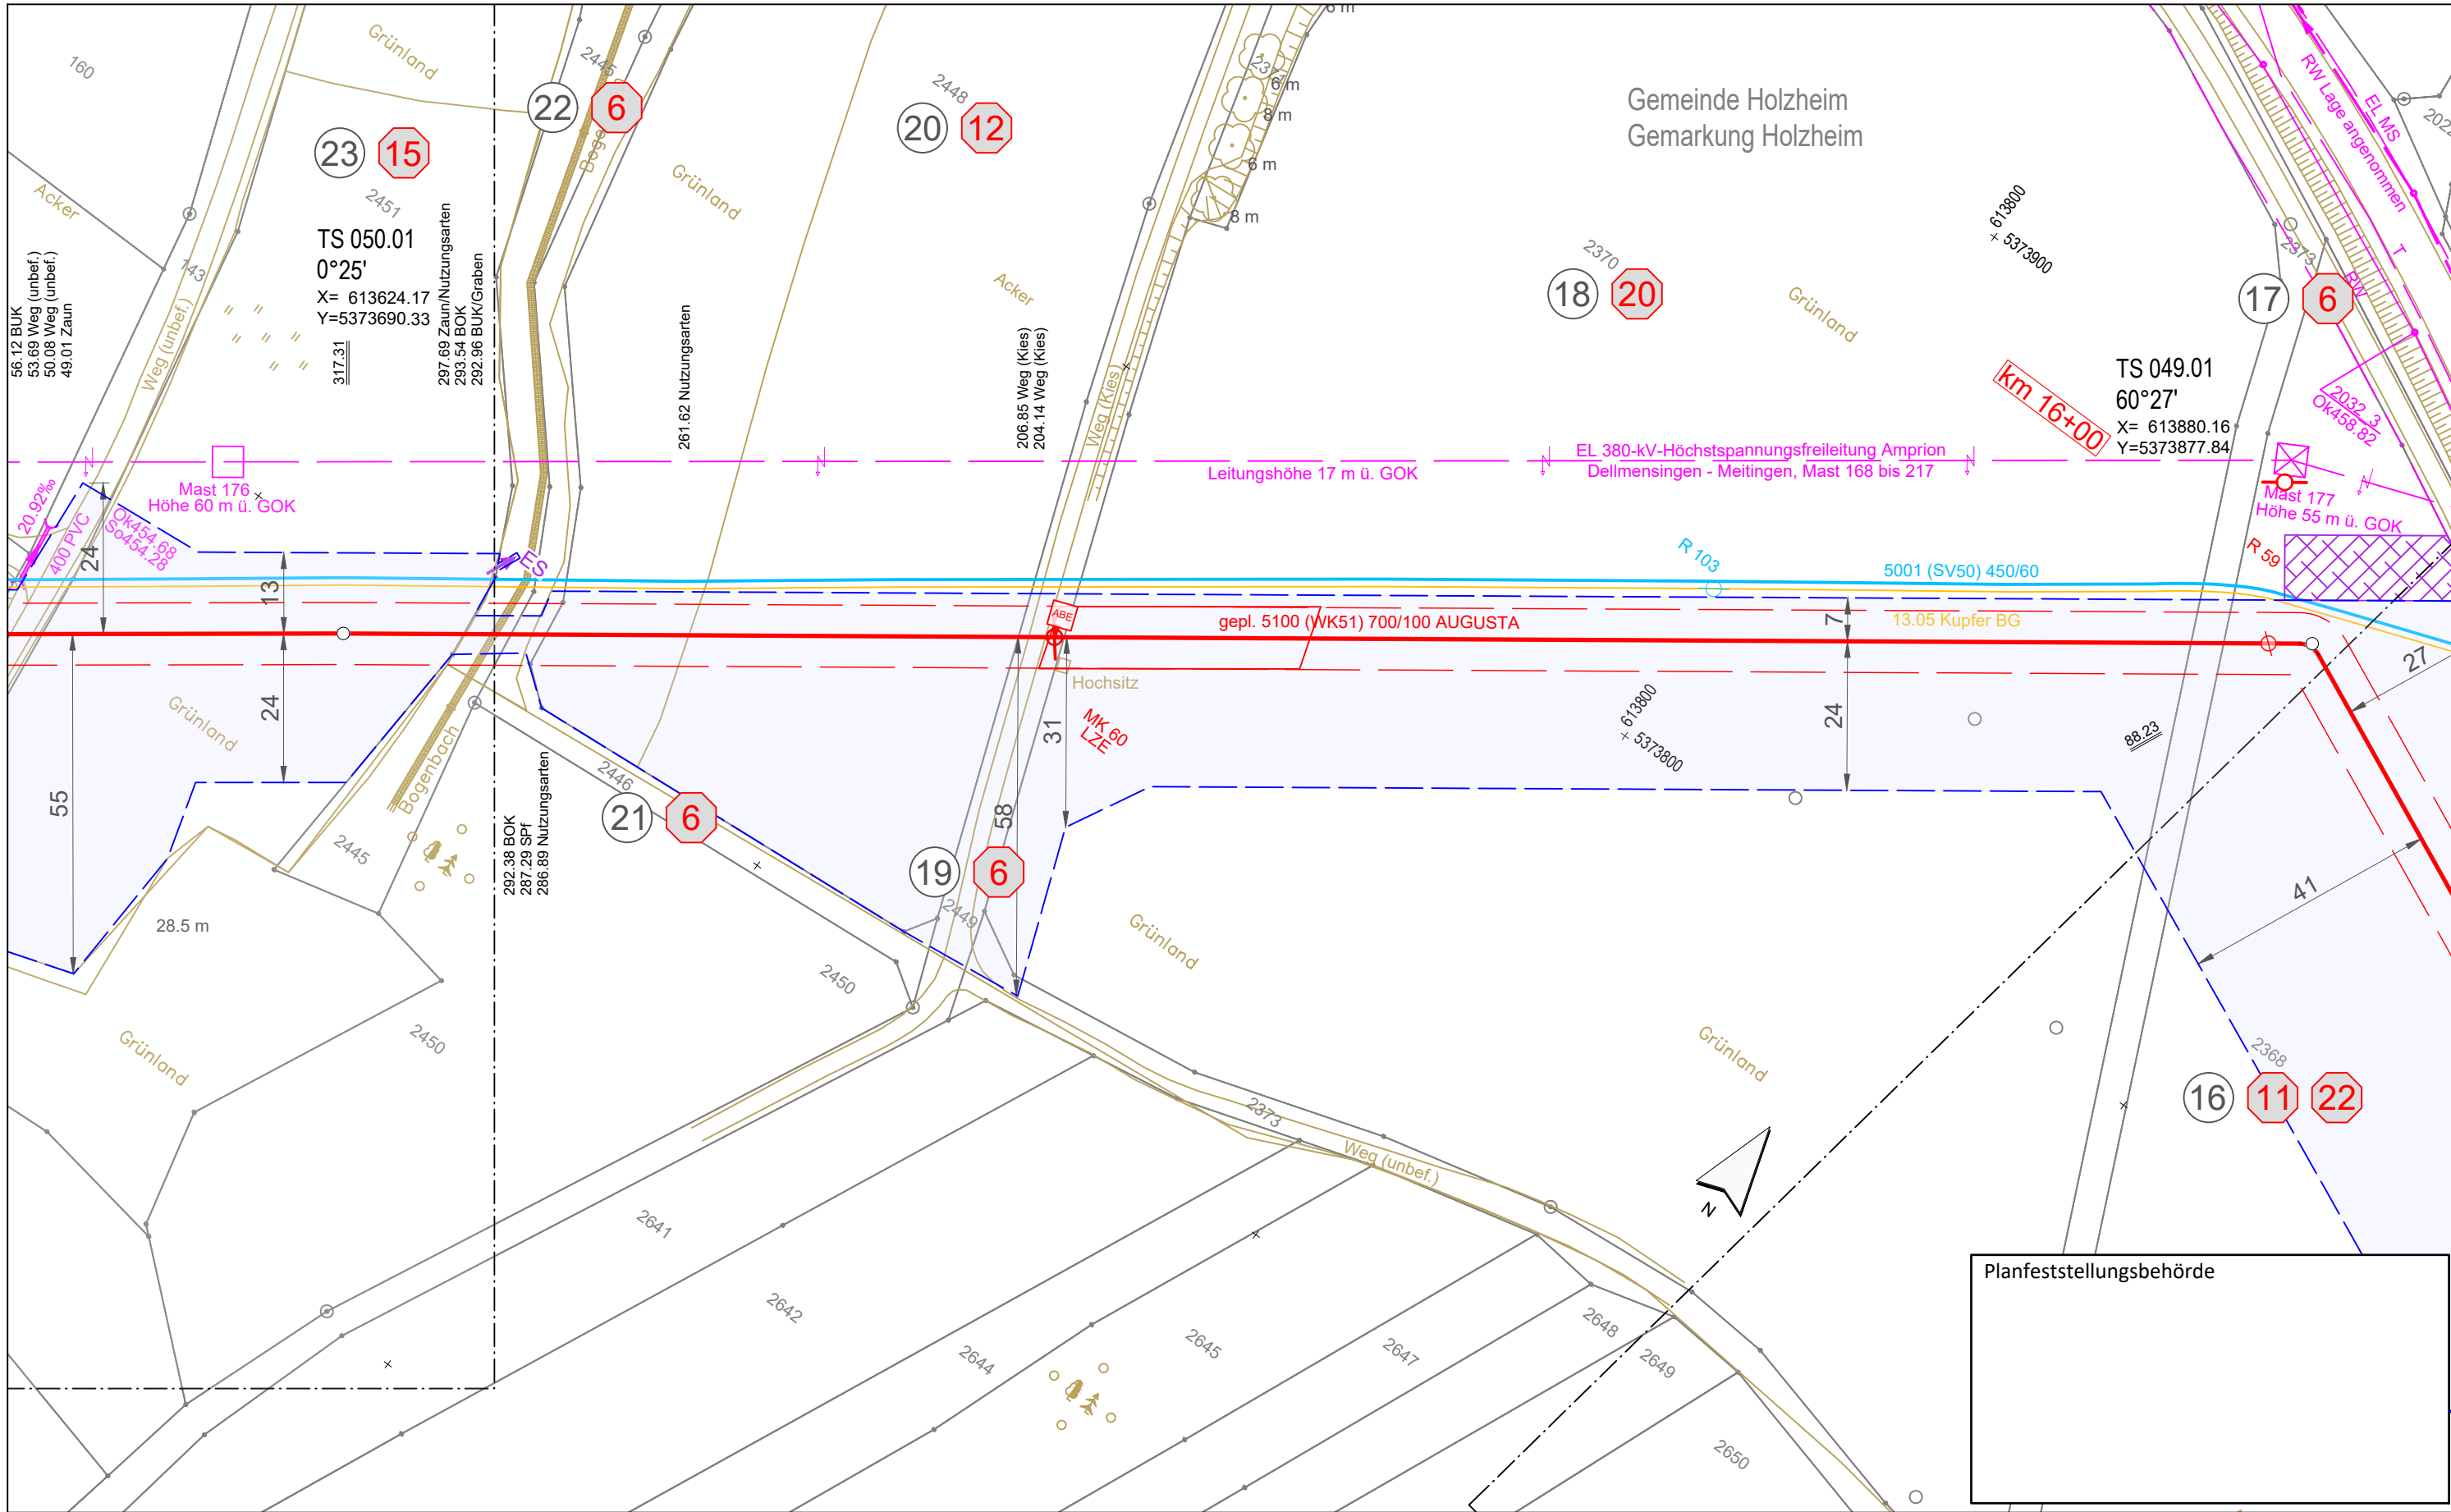 160
Grünland
2445
22
6
2448
20
12
2371
6 m
6 m
8 m
6 m
8 m
Gemeinde Holzheim
Gemarkung Holzheim
RW Lage angenommen
EL MS
T
RW
2373
23
15
2451
Acker
143
Weg (unbef.)
TS 050.01
0°25'
X= 613624.17
Y=5373690.33
317.31
56.12 BUK
53.69 Weg (unbef.)
50.08 Weg (unbef.)
49.01 Zaun
297.69 Zaun/Nutzungsarten
293.54 BOK
292.96 BUK/Graben
261.62 Nutzungsarten
Grünland
Acker
206.85 Weg (Kies)
204.14 Weg (Kies)
Weg (Kies)
2370
18
20
613800
+ 5373900
Grünland
17
6
km 16+00
TS 049.01
60°27'
X= 613880.16
Y=5373877.84
2032_3
Ok458.82
Mast 176
Höhe 60 m ü. GOK
Leitungshöhe 17 m ü. GOK
EL 380-kV-Höchstspannungsfreileitung Amprion
Dellmensingen - Meitingen, Mast 168 bis 217
Mast 177
Höhe 55 m ü. GOK
20.92‰
400 PVC
Ok454.68
So454.28
24
13
ES
R 103
5001 (SV50) 450/60
R 59
ABE
gepl. 5100 (WK51) 700/100 AUGUSTA
7
13.05 Kupfer BG
27
Hochsitz
MK 60
LZE
31
58
24
24
55
Grünland
613800
+ 5373800
88.23
Bogenbach
2446
21
6
292.38 BOK
287.29 SPf
286.89 Nutzungsarten
2445
28.5 m
19
6
2449
Grünland
41
2450
2450
Grünland
Grünland
2368
16
11
22
2373
Weg (unbef.)
N
Planfeststellungsbehörde
2641
2642
2644
2645
2647
2648
2649
2650